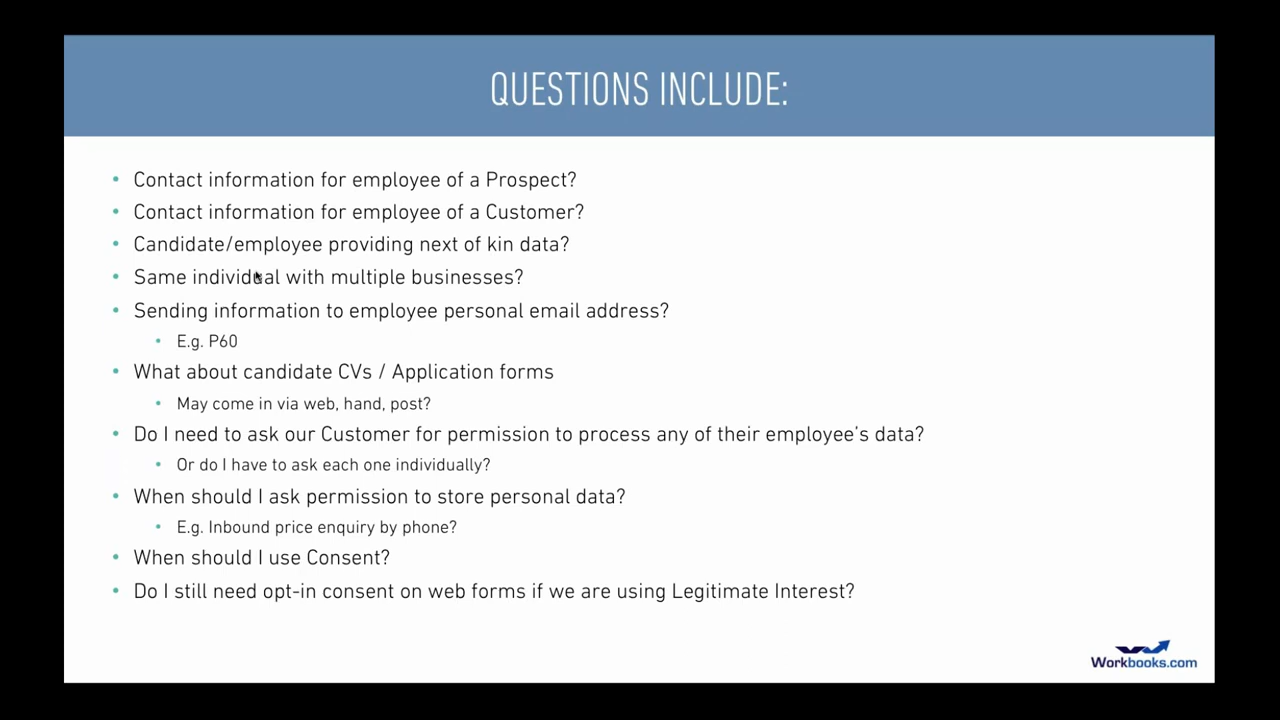 QUESTIONS INCLUDE:
• Contact information for employee of a Prospect?
• Contact information for employee of a Customer?
• Candidate/employee providing next of kin data?
• Same individual with multiple businesses?
• Sending information to employee personal email address?
• E.g. P60
• What about candidate CVs / Application forms
• May come in via web, hand, post?
• Do I need to ask our Customer for permission to process any of their employee's data?
• Or do I have to ask each one individually?
• When should I ask permission to store personal data?
• E.g. Inbound price enquiry by phone?
• When should I use Consent?
• Do I still need opt-in consent on web forms if we are using Legitimate Interest?
Workbooks.com